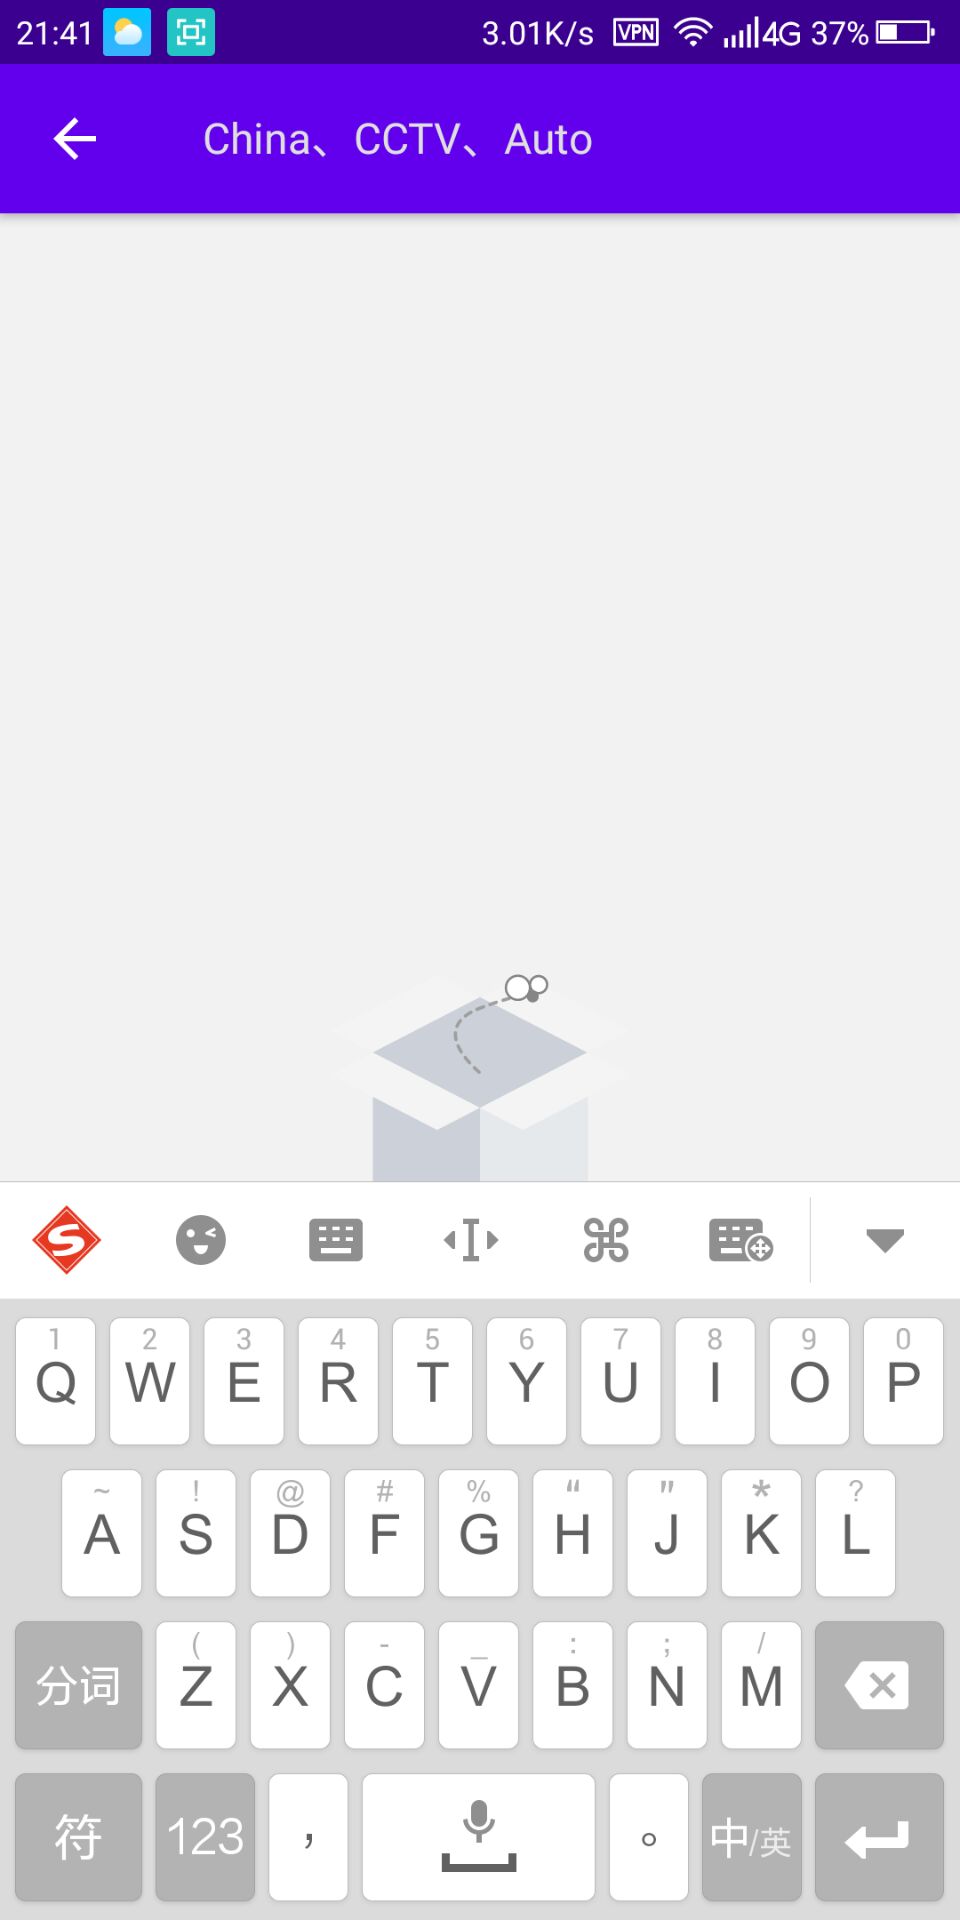 21:41 3.01K/s VPN 4G 37%
China、CCTV、Auto
1 2 3 4 5 6 7 8 9 0
Q W E R T Y U I O P
~ ! @ # % “ " * ?
A S D F G H J K L
( ) - _ : ; /
分词 Z X C V B N M
符 123 , 。 中/英